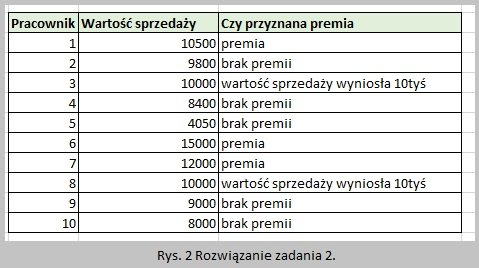 Pracownik Wartość sprzedaży Czy przyznana premia
1 10500 premia
2 9800 brak premii
3 10000 wartość sprzedaży wyniosła 10tyś
4 8400 brak premii
5 4050 brak premii
6 15000 premia
7 12000 premia
8 10000 wartość sprzedaży wyniosła 10tyś
9 9000 brak premii
10 8000 brak premii
Rys. 2 Rozwiązanie zadania 2.